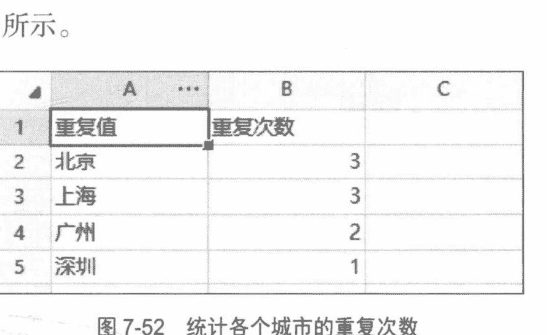 所示。
A ··· B C
1 重复值 重复次数
2 北京 3
3 上海 3
4 广州 2
5 深圳 1
图 7-52 统计各个城市的重复次数